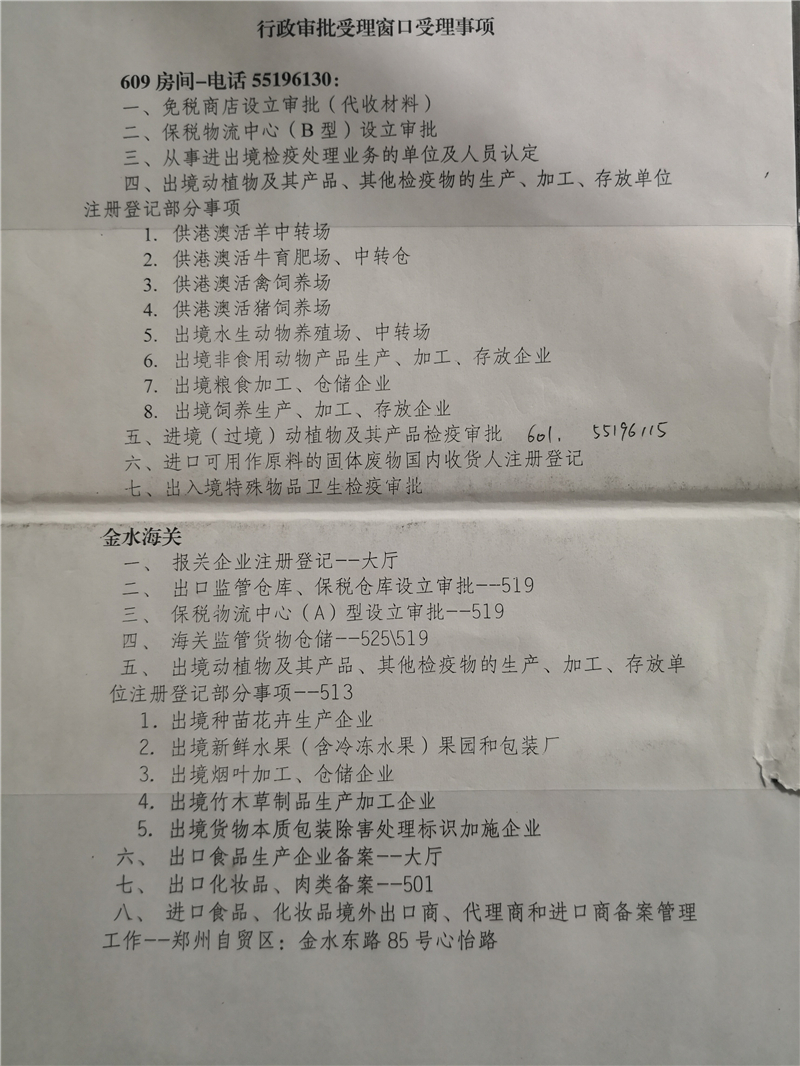 行政审批受理窗口受理事项
609 房间-电话 55196130：
一、免税商店设立审批（代收材料）
二、保税物流中心（B 型）设立审批
三、从事进出境检疫处理业务的单位及人员认定
四、出境动植物及其产品、其他检疫物的生产、加工、存放单位
注册登记部分事项
1. 供港澳活羊中转场
2. 供港澳活牛育肥场、中转仓
3. 供港澳活禽饲养场
4. 供港澳活猪饲养场
5. 出境水生动物养殖场、中转场
6. 出境非食用动物产品生产、加工、存放企业
7. 出境粮食加工、仓储企业
8. 出境饲养生产、加工、存放企业
五、进境（过境）动植物及其产品检疫审批 601. 55196115
六、进口可用作原料的固体废物国内收货人注册登记
七、出入境特殊物品卫生检疫审批
金水海关
一、 报关企业注册登记--大厅
二、 出口监管仓库、保税仓库设立审批--519
三、 保税物流中心（A）型设立审批--519
四、 海关监管货物仓储--525\519
五、 出境动植物及其产品、其他检疫物的生产、加工、存放单
位注册登记部分事项--513
1. 出境种苗花卉生产企业
2. 出境新鲜水果（含冷冻水果）果园和包装厂
3. 出境烟叶加工、仓储企业
4. 出境竹木草制品生产加工企业
5. 出境货物本质包装除害处理标识加施企业
六、 出口食品生产企业备案--大厅
七、 出口化妆品、肉类备案--501
八、 进口食品、化妆品境外出口商、代理商和进口商备案管理
工作--郑州自贸区：金水东路 85 号心怡路